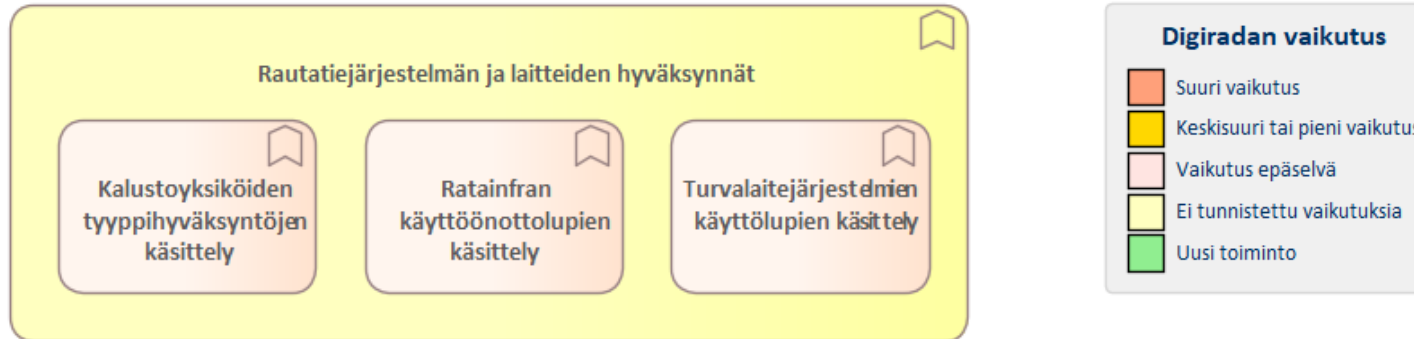 Rautatiejärjestelmän ja laitteiden hyväksynnät
Kalustoyksiköiden
tyyppihyväksyntöjen
käsittely
Ratainfran
käyttöönottolupien
käsittely
Turvalaitejärjestelmien
käyttölupien käsittely
Digiradan vaikutus
Suuri vaikutus
Keskisuuri tai pieni vaikutus
Vaikutus epäselvä
Ei tunnistettu vaikutuksia
Uusi toiminto